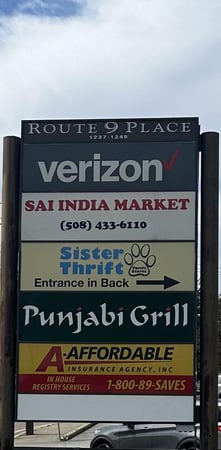 ROUTE 9 PLACE
1237-1249
verizon
SAI INDIA MARKET
(508) 433-6110
Sister
Thrift
Entrance in Back
Punjabi Grill
A-AFFORDABLE
INSURANCE AGENCY, INC
IN HOUSE
REGISTRY SERVICES
1-800-89-SAVES